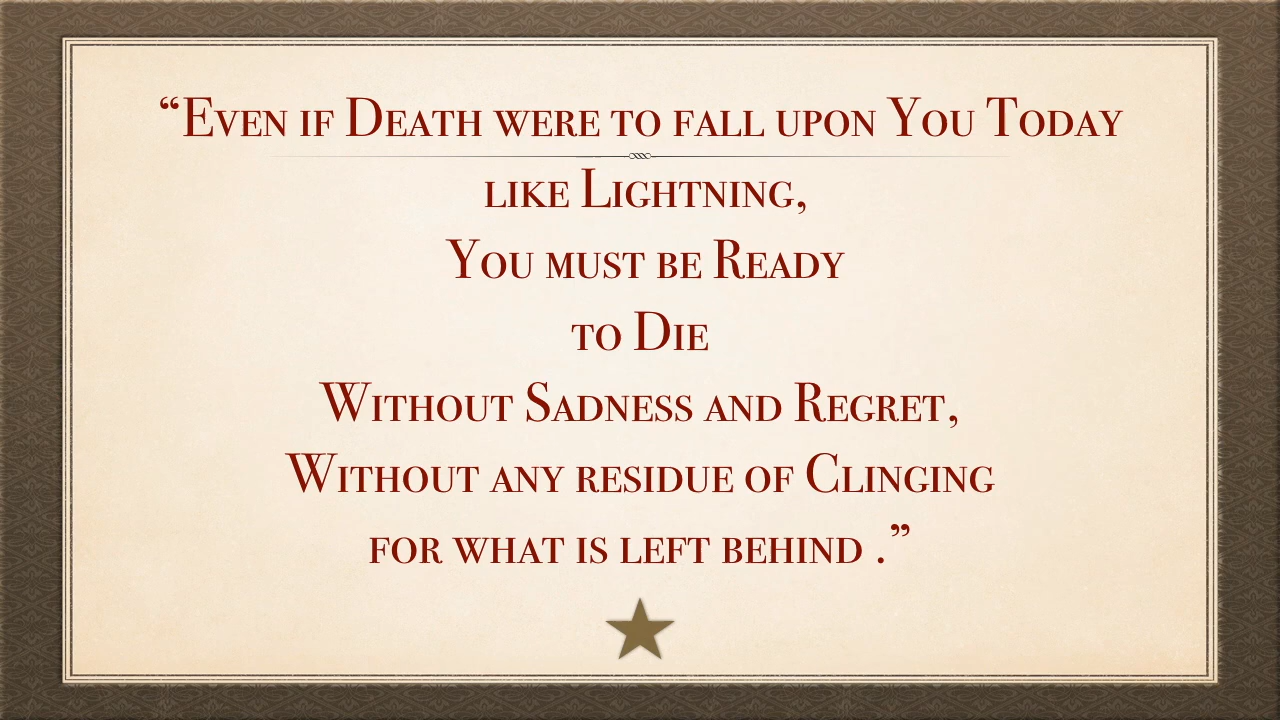 “Even if Death were to fall upon You Today
like Lightning,
You must be Ready
to Die
Without Sadness and Regret,
Without any residue of Clinging
for what is left behind .”